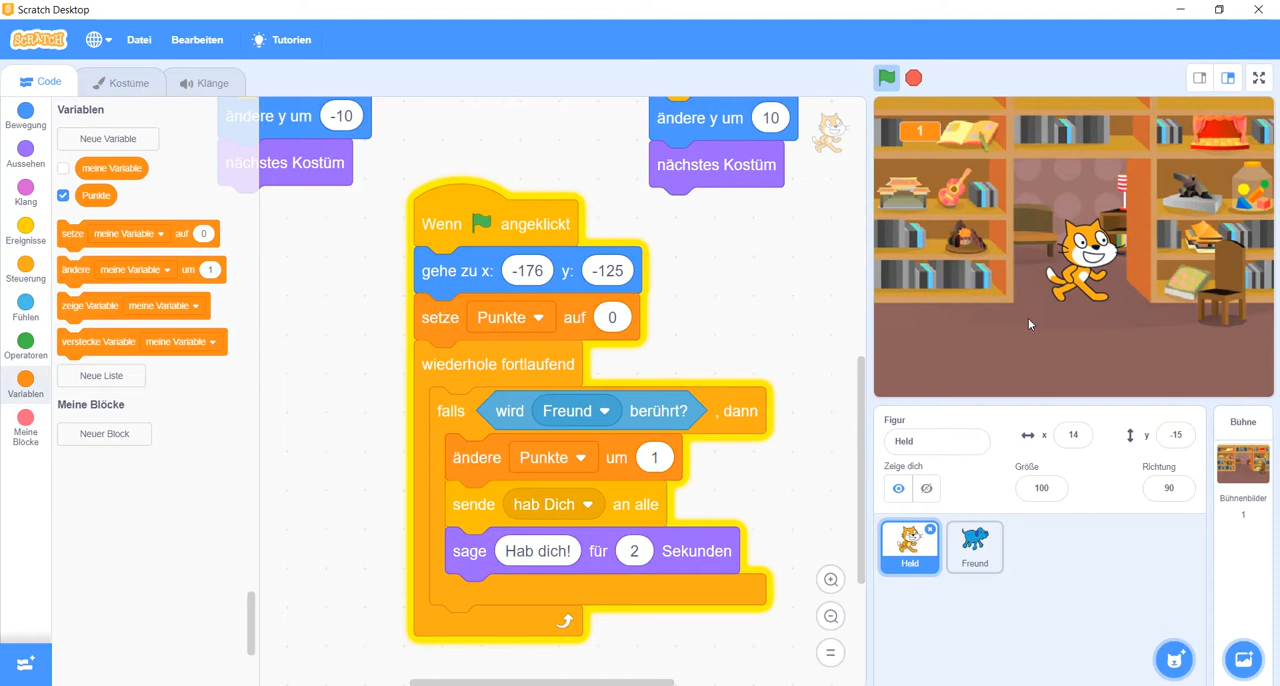 Scratch Desktop
SCRATCH Datei Bearbeiten Tutorien
Code Kostüme Klänge
Bewegung
Aussehen
Klang
Ereignisse
Steuerung
Fühlen
Operatoren
Variablen
Meine
Blöcke
Variablen
Neue Variable
meine Variable
Punkte
setze meine Variable auf 0
ändere meine Variable um 1
zeige Variable meine Variable
verstecke Variable meine Variable
Neue Liste
Meine Blöcke
Neuer Block
ändere y um -10
nächstes Kostüm
ändere y um 10
nächstes Kostüm
Wenn angeklickt
gehe zu x: -176 y: -125
setze Punkte auf 0
wiederhole fortlaufend
falls wird Freund berührt? , dann
ändere Punkte um 1
sende hab Dich an alle
sage Hab dich! für 2 Sekunden
1
Figur
Held
x 14 y -15
Zeige dich
Größe
100
Richtung
90
Held
Freund
Bühne
Bühnenbilder
1